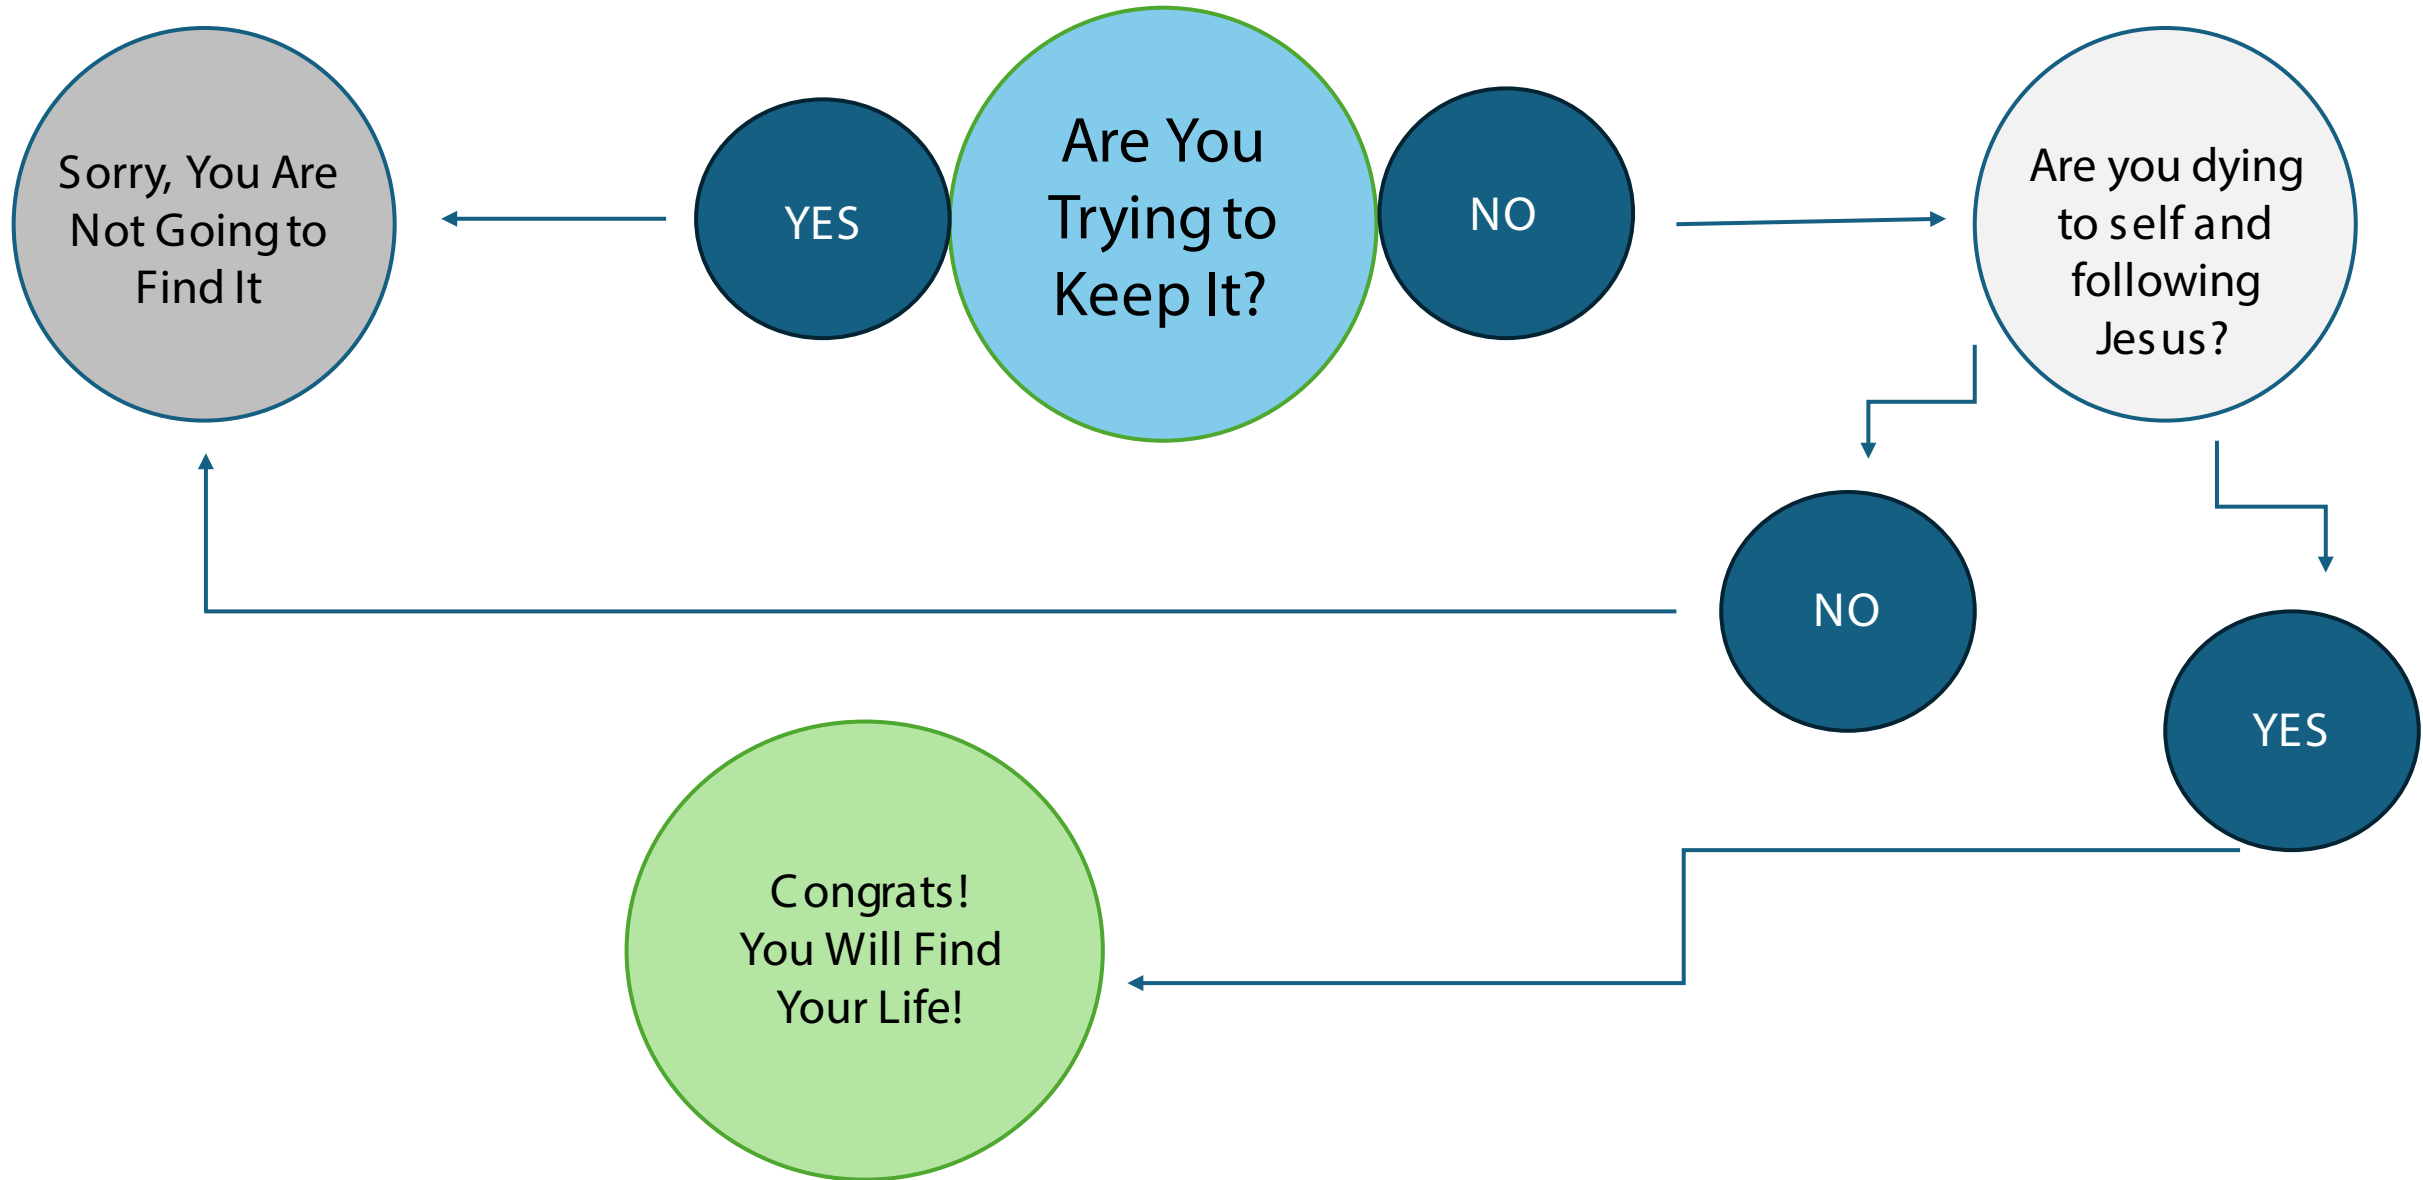 Sorry, You Are
Not Going to
Find It
YES
Are You
Trying to
Keep It?
NO
Are you dying
to self and
following
Jesus?
NO
YES
Congrats!
You Will Find
Your Life!